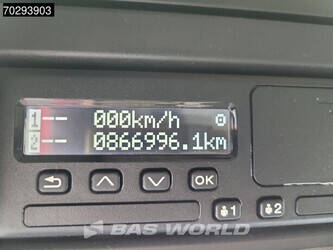 70293903
1 -- 000km/h
2 -- 0866996.1km
OK
1 2
BAS WORLD